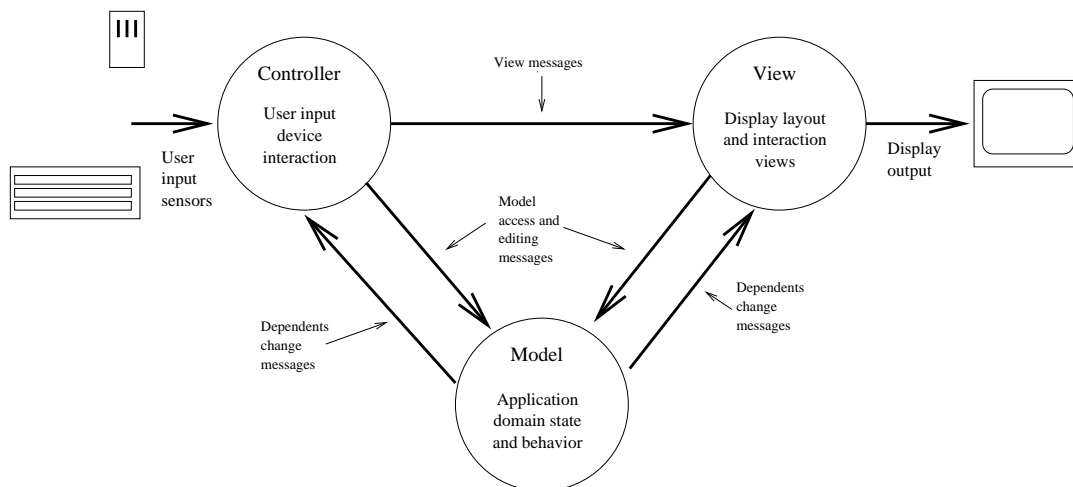 Controller
User input
device
interaction
User
input
sensors
View messages
View
Display layout
and interaction
views
Display
output
Model
access and
editing
messages
Dependents
change
messages
Dependents
change
messages
Model
Application
domain state
and behavior